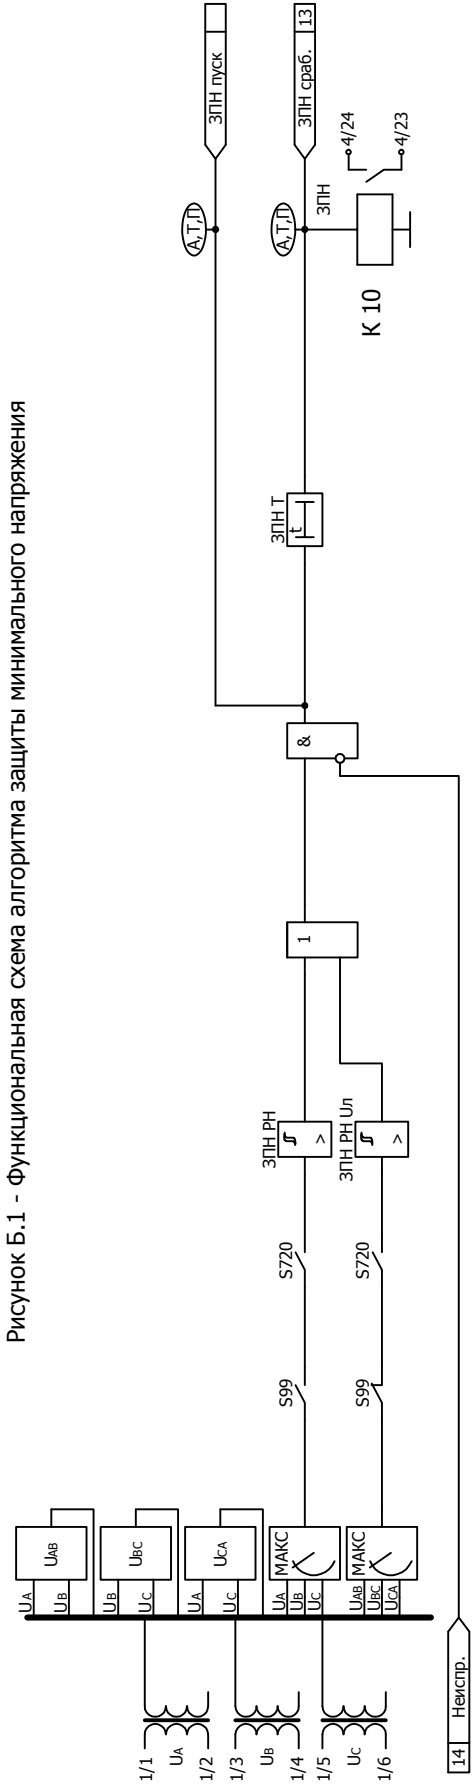 Рисунок Б.1 - Функциональная схема алгоритма защиты минимального напряжения
UA
UB
UAB
UB
UC
UBC
UA
UC
UCA
UA
UB
UC
МАКС
UAB
UBC
UCA
МАКС
1/1
UA
1/2
1/3
UB
1/4
1/5
UC
1/6
14 Неиспр.
S99
S720
ЗПН РН
>
S99
S720
ЗПН РН Uл
>
1
&
ЗПН Т
t
А,Т,П
ЗПН пуск
А,Т,П
ЗПН сраб. 13
ЗПН
К 10
4/24
4/23